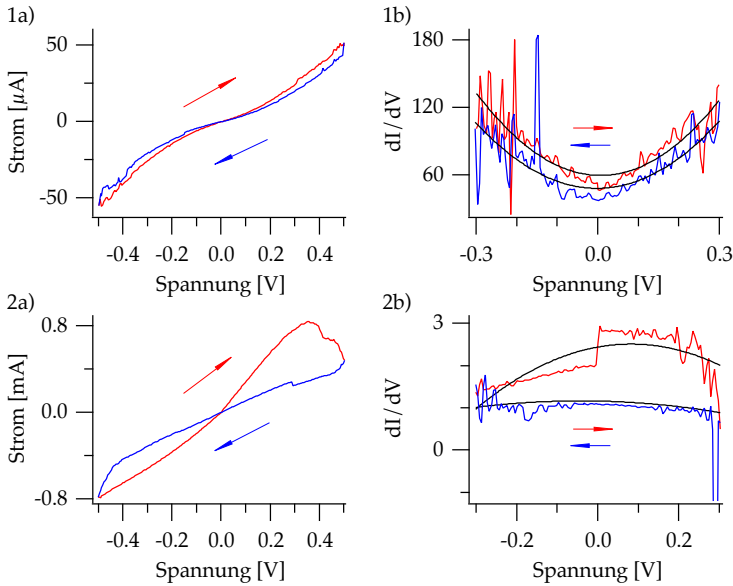 1a)
50
0
-50
Strom [µA]
-0.4 -0.2 0.0 0.2 0.4
Spannung [V]
1b)
180
120
60
dI/dV
-0.3 0.0 0.3
Spannung [V]
2a)
0.8
0.0
-0.8
Strom [mA]
-0.4 -0.2 0.0 0.2 0.4
Spannung [V]
2b)
3
0
dI/dV
-0.2 0.0 0.2
Spannung [V]